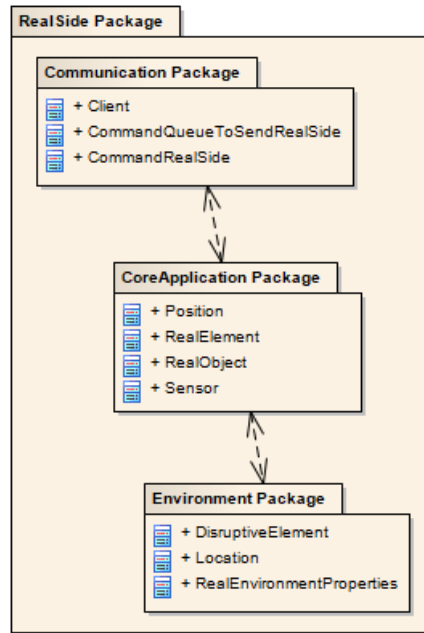 RealSide Package
Communication Package
+ Client
+ CommandQueueToSendRealSide
+ CommandRealSide
CoreApplication Package
+ Position
+ RealElement
+ RealObject
+ Sensor
Environment Package
+ DisruptiveElement
+ Location
+ RealEnvironmentProperties